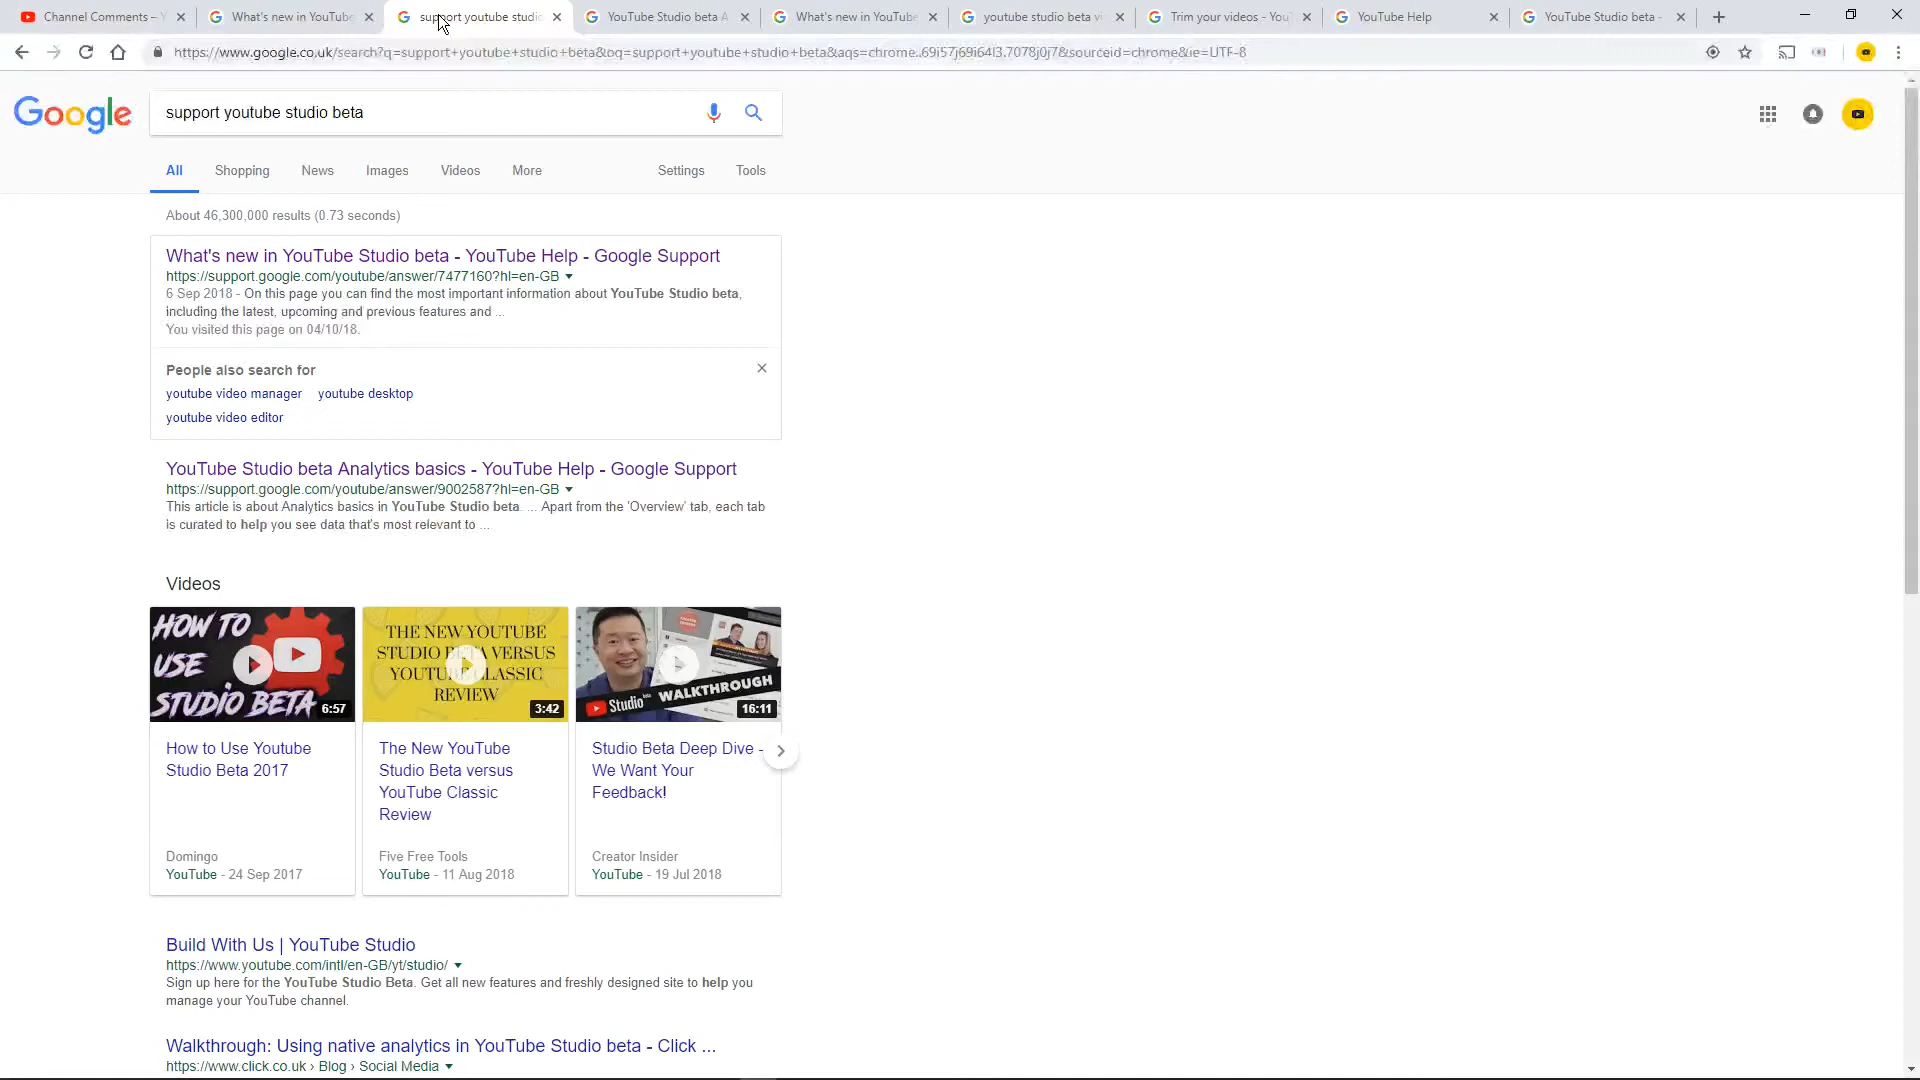 Channel Comments - Y
What's new in YouTube
support youtube studio
YouTube Studio beta A
What's new in YouTube
youtube studio beta vi
Trim your videos - You
YouTube Help
YouTube Studio beta -
https://www.google.co.uk/search?q=support+youtube+studio+beta&oq=support+youtube+studio+beta&aqs=chrome..69i57j69i64l3.7078j0j7&sourceid=chrome&ie=UTF-8
Google
support youtube studio beta
All
Shopping
News
Images
Videos
More
Settings
Tools
About 46,300,000 results (0.73 seconds)
What's new in YouTube Studio beta - YouTube Help - Google Support
https://support.google.com/youtube/answer/7477160?hl=en-GB
6 Sep 2018 - On this page you can find the most important information about YouTube Studio beta,
including the latest, upcoming and previous features and ...
You visited this page on 04/10/18.
People also search for
youtube video manager youtube desktop
youtube video editor
YouTube Studio beta Analytics basics - YouTube Help - Google Support
https://support.google.com/youtube/answer/9002587?hl=en-GB
This article is about Analytics basics in YouTube Studio beta. ... Apart from the 'Overview' tab, each tab
is curated to help you see data that's most relevant to ...
Videos
HOW TO
USE
STUDIO BETA
6:57
THE NEW YOUTUBE
STUDIO BETA VERSUS
YOUTUBE CLASSIC
REVIEW
3:42
Studio beta WALKTHROUGH
16:11
How to Use Youtube
Studio Beta 2017
Domingo
YouTube - 24 Sep 2017
The New YouTube
Studio Beta versus
YouTube Classic
Review
Five Free Tools
YouTube - 11 Aug 2018
Studio Beta Deep Dive -
We Want Your
Feedback!
Creator Insider
YouTube - 19 Jul 2018
Build With Us | YouTube Studio
https://www.youtube.com/intl/en-GB/yt/studio/
Sign up here for the YouTube Studio Beta. Get all new features and freshly designed site to help you
manage your YouTube channel.
Walkthrough: Using native analytics in YouTube Studio beta - Click ...
https://www.click.co.uk › Blog › Social Media